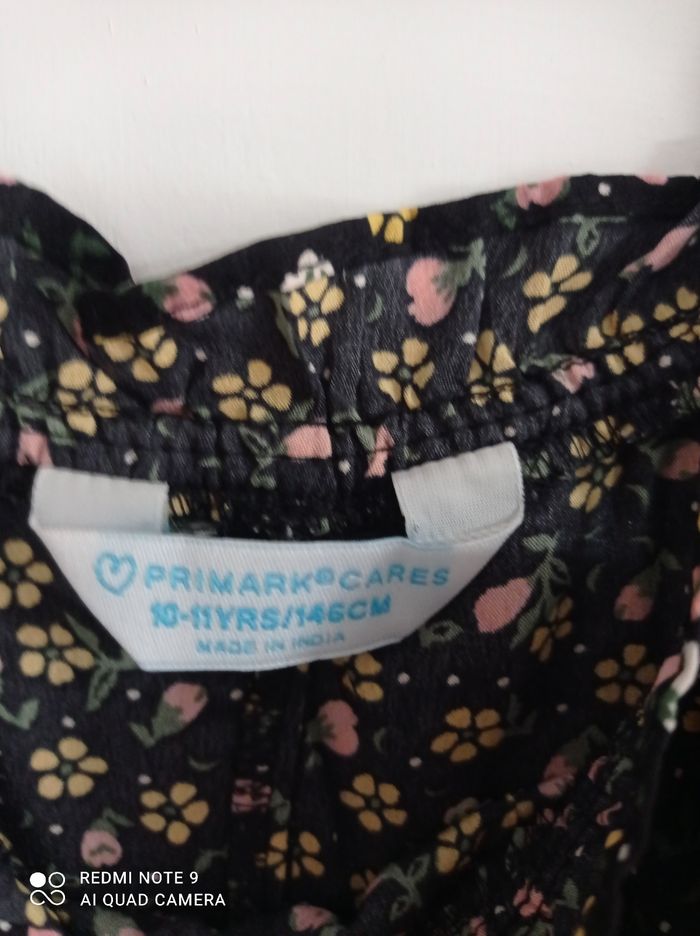 PRIMARK®CARES
10-11YRS/146CM
MADE IN INDIA
REDMI NOTE 9
AI QUAD CAMERA